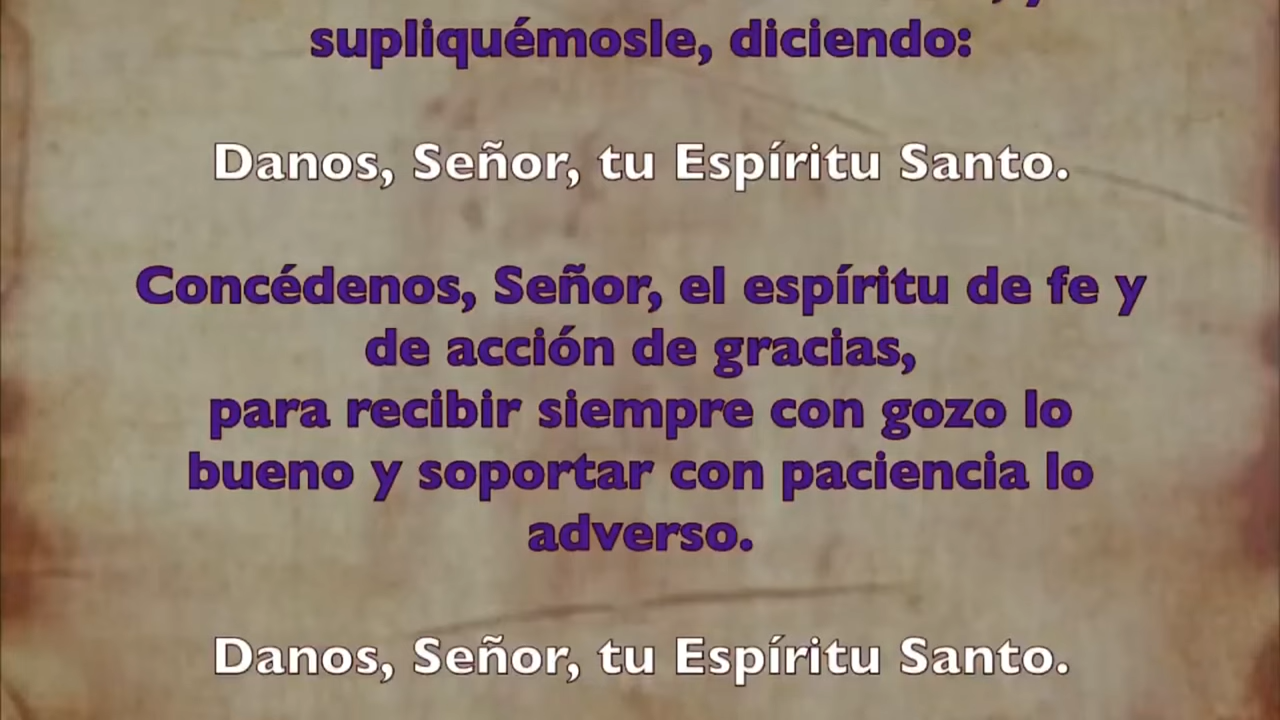 supliquémosle, diciendo:
Danos, Señor, tu Espíritu Santo.
Concédenos, Señor, el espíritu de fe y
de acción de gracias,
para recibir siempre con gozo lo
bueno y soportar con paciencia lo
adverso.
Danos, Señor, tu Espíritu Santo.